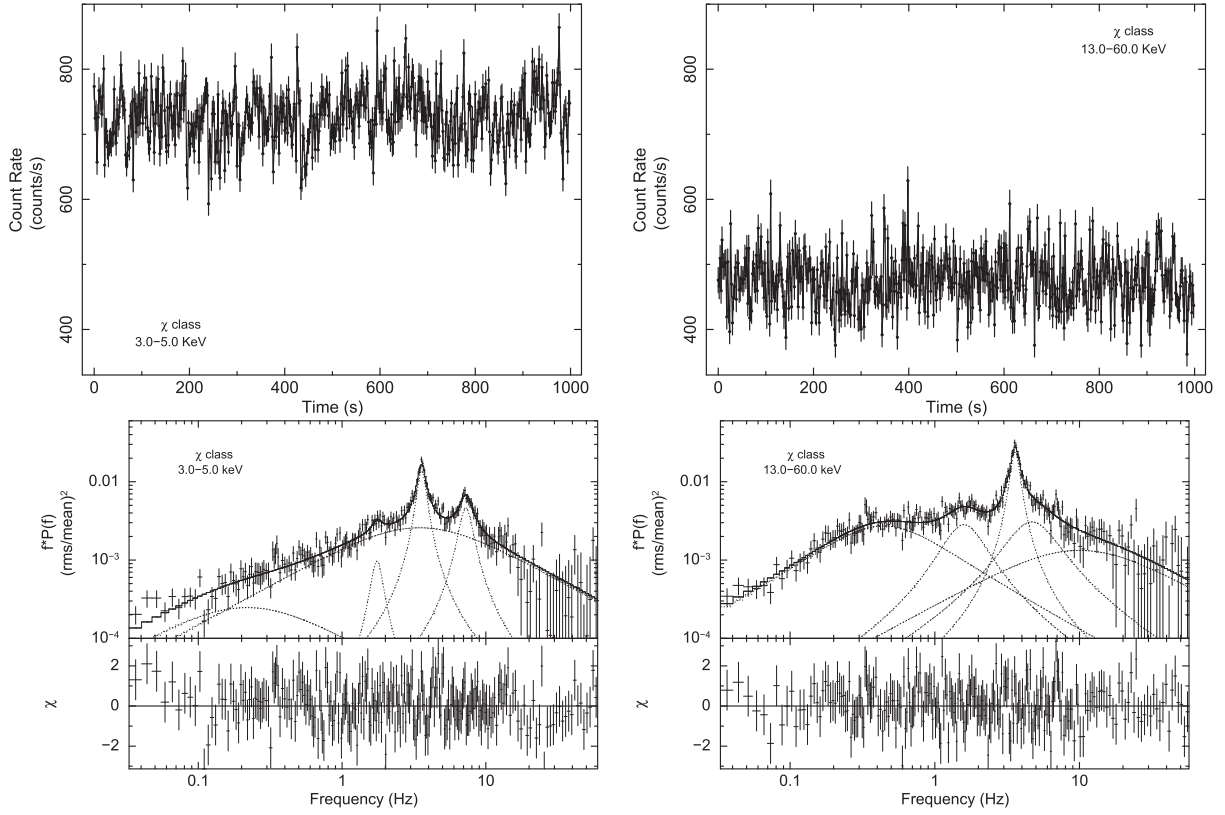 800
600
400
Count Rate
(counts/s)
χ class
3.0−5.0 KeV
0 200 400 600 800 1000
Time (s)
800
600
400
Count Rate
(counts/s)
χ class
13.0−60.0 KeV
0 200 400 600 800 1000
Time (s)
χ class
3.0−5.0 keV
0.01
10⁻³
10⁻⁴
f*P(f)
(rms/mean)²
2
0
−2
χ
0.1 1 10
Frequency (Hz)
χ class
13.0−60.0 keV
0.01
10⁻³
10⁻⁴
f*P(f)
(rms/mean)²
2
0
−2
χ
0.1 1 10
Frequency (Hz)